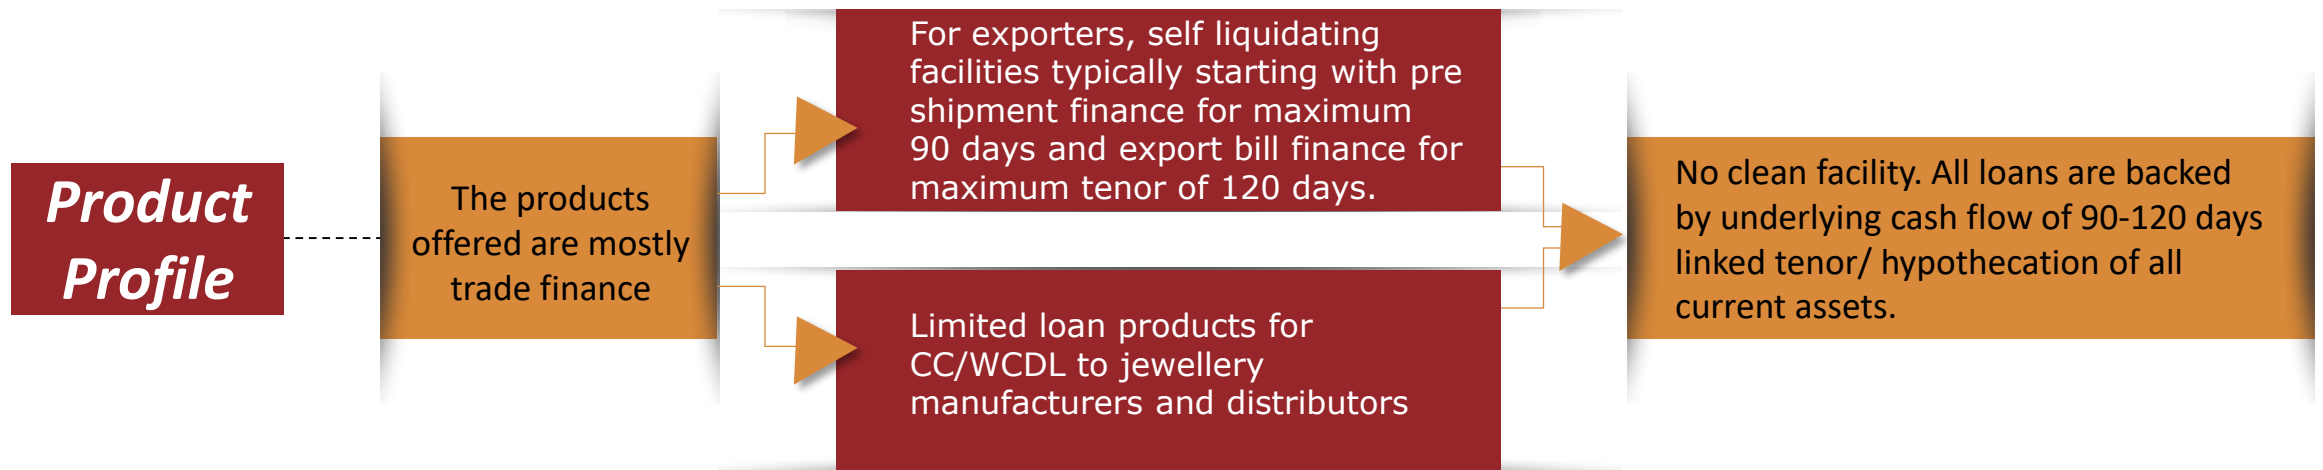 Product
Profile
The products
offered are mostly
trade finance
For exporters, self liquidating
facilities typically starting with pre
shipment finance for maximum
90 days and export bill finance for
maximum tenor of 120 days.
Limited loan products for
CC/WCDL to jewellery
manufacturers and distributors
No clean facility. All loans are backed
by underlying cash flow of 90-120 days
linked tenor/ hypothecation of all
current assets.